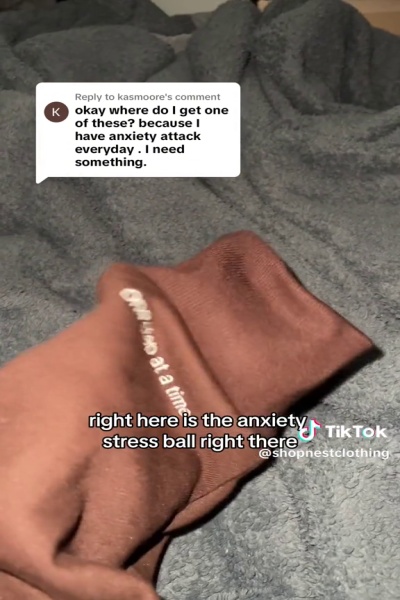 Reply to kasmoore's comment
K
okay where do I get one
of these? because I
have anxiety attack
everyday . I need
something.
step at a time
right here is the anxiety
stress ball right there
TikTok
@shopnestclothing